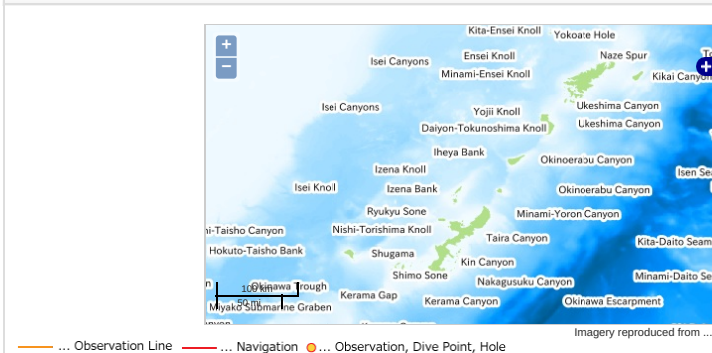 Kita-Ensei Knoll
Yokoate Hole
Ensei Knoll
Naze Spur
Isei Canyons
Minami-Ensei Knoll
Kikai Canyon
Isei Canyons
Ukeshima Canyon
Yojii Knoll
Ukeshima Canyon
Daiyon-Tokunoshima Knoll
Iheya Bank
Okinoerabu Canyon
Izena Knoll
Isen Sea
Isei Knoll
Izena Bank
Okinoerabu Canyon
Ryukyu Sone
Minami-Yoron Canyon
ni-Taisho Canyon
Nishi-Torishima Knoll
Taira Canyon
Kita-Daito Seam
Hokuto-Taisho Bank
Shugama
Kin Canyon
Shimo Sone
Nakagusuku Canyon
Minami-Daito Se
Okinawa Trough
100 km
Kerama Gap
Kerama Canyon
Okinawa Escarpment
50 mi
Miyako Submarine Graben
Imagery reproduced from ...
... Observation Line
... Navigation
... Observation, Dive Point, Hole